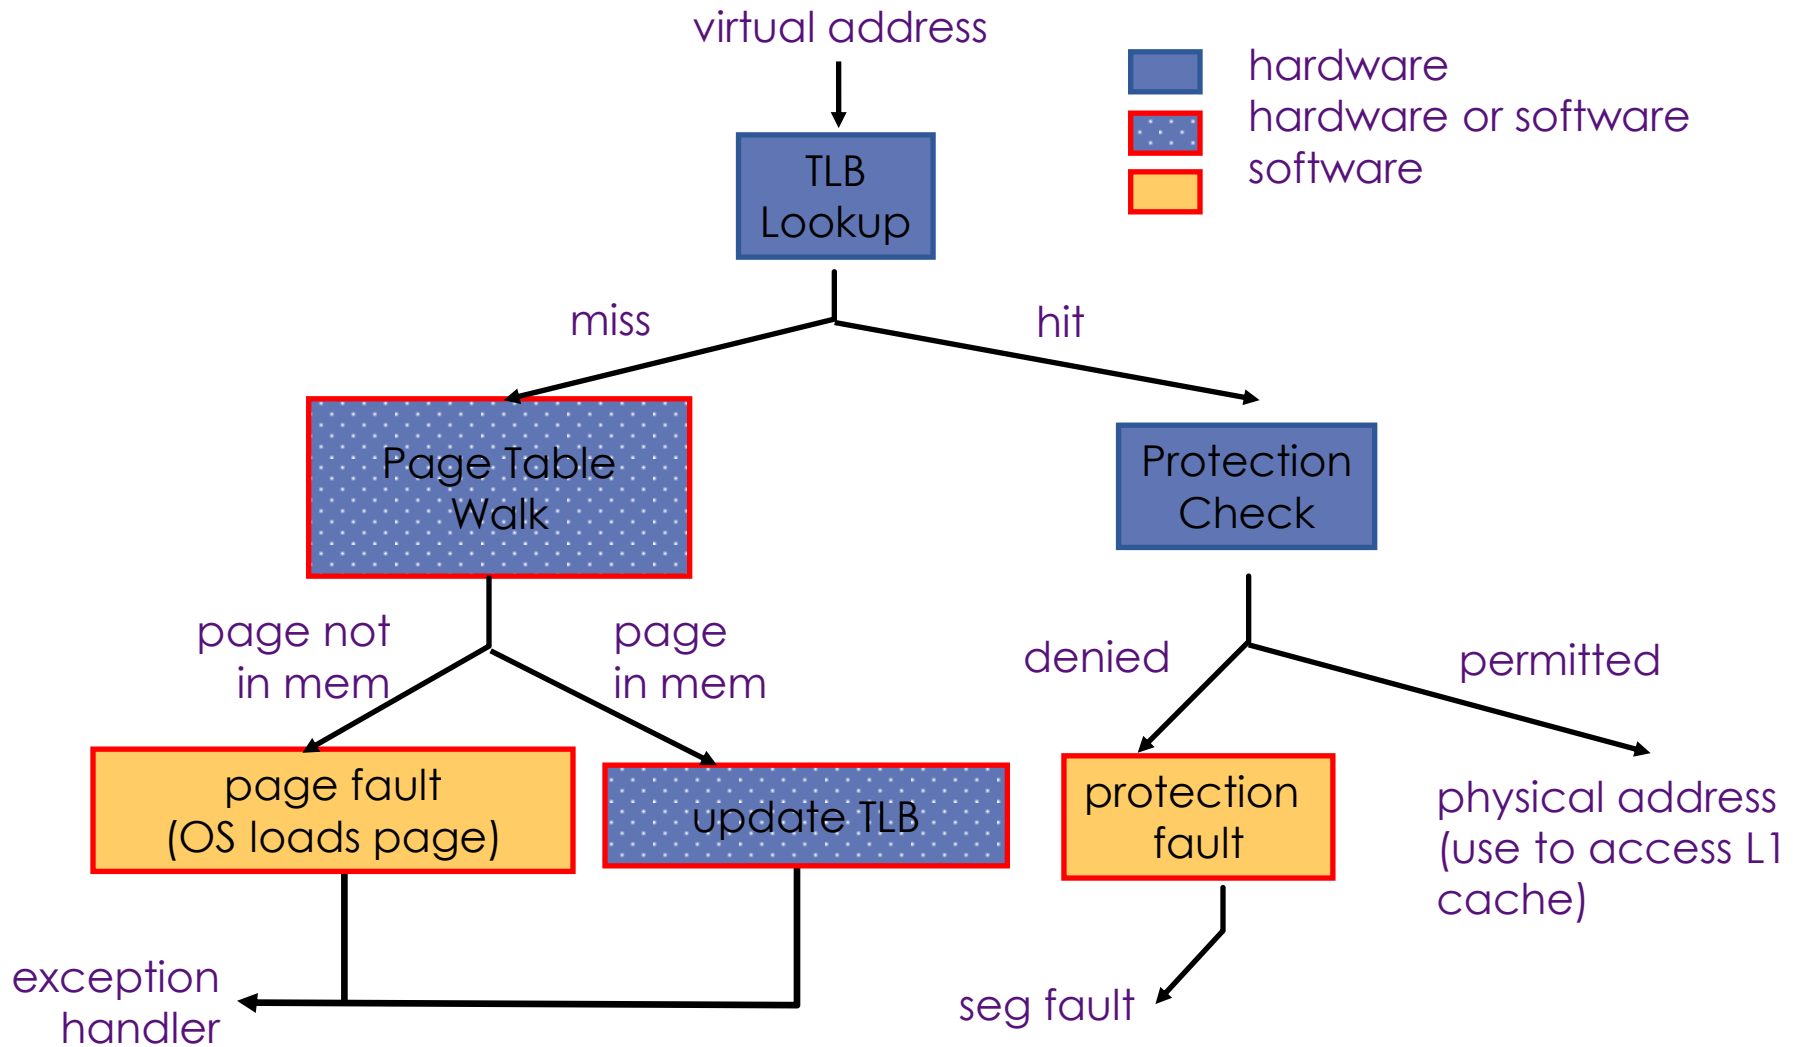 virtual address
hardware
hardware or software
software
TLB
Lookup
miss
hit
Page Table
Walk
Protection
Check
page not
in mem
page
in mem
denied
permitted
page fault
(OS loads page)
update TLB
protection
fault
physical address
(use to access L1
cache)
exception
handler
seg fault